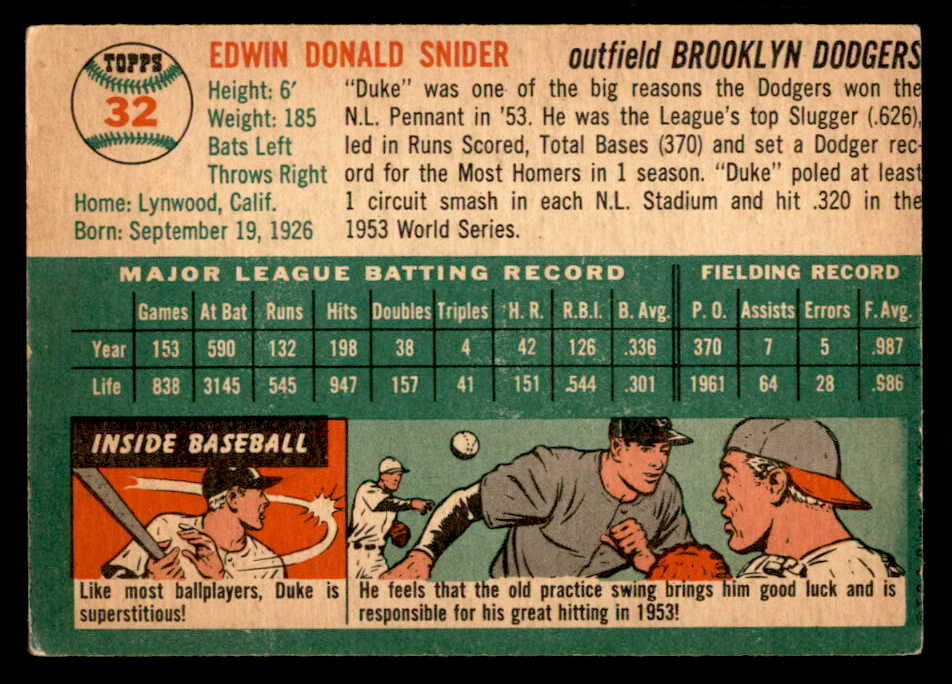 TOPPS
32
EDWIN DONALD SNIDER
outfield BROOKLYN DODGERS
Height: 6′
Weight: 185
Bats Left
Throws Right
Home: Lynwood, Calif.
Born: September 19, 1926
"Duke" was one of the big reasons the Dodgers won the
N.L. Pennant in '53. He was the League's top Slugger (.626),
led in Runs Scored, Total Bases (370) and set a Dodger rec-
ord for the Most Homers in 1 season. "Duke" poled at least
1 circuit smash in each N.L. Stadium and hit .320 in the
1953 World Series.
MAJOR LEAGUE BATTING RECORD FIELDING RECORD
Games At Bat Runs Hits Doubles Triples H. R. R.B.I. B. Avg. P. O. Assists Errors F. Avg.
Year 153 590 132 198 38 4 42 126 .336 370 7 5 .987
Life 838 3145 545 947 157 41 151 .544 .301 1961 64 28 .S86
INSIDE BASEBALL
Like most ballplayers, Duke is
superstitious!
He feels that the old practice swing brings him good luck and is
responsible for his great hitting in 1953!